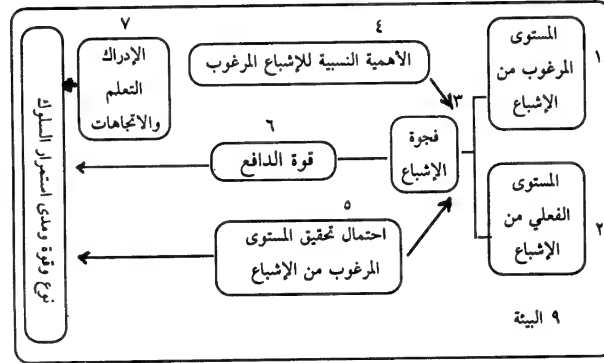 ١
المستوى
المرغوب من
الإشباع
٢
المستوى
الفعلي من
الإشباع
٣
فجوة
الإشباع
٤
الأهمية النسبية للإشباع المرغوب
٥
احتمال تحقيق المستوى
المرغوب من الإشباع
٦
قوة الدافع
٧
الإدراك
التعلم
والاتجاهات
نوع وقوة ومدى استمرار السلوك
٩ البيئة